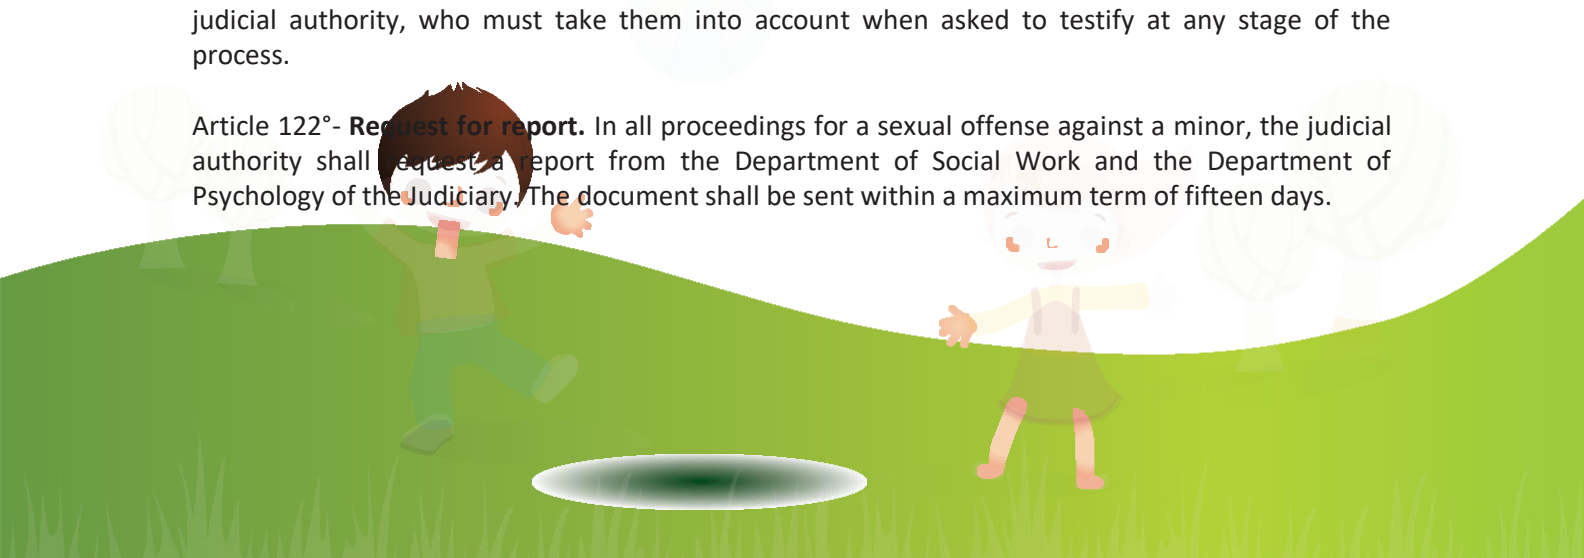 judicial authority, who must take them into account when asked to testify at any stage of the
process.
Article 122°- Request for report. In all proceedings for a sexual offense against a minor, the judicial
authority shall request a report from the Department of Social Work and the Department of
Psychology of the Judiciary. The document shall be sent within a maximum term of fifteen days.